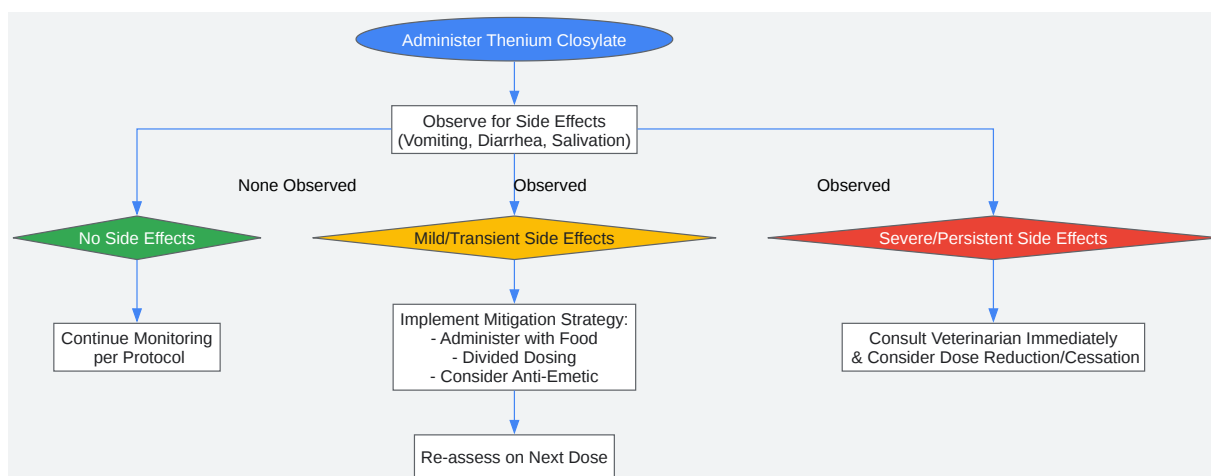 Administer Thenium Closylate
Observe for Side Effects
(Vomiting, Diarrhea, Salivation)
None Observed
Observed
Observed
No Side Effects
Mild/Transient Side Effects
Severe/Persistent Side Effects
Continue Monitoring
per Protocol
Implement Mitigation Strategy:
- Administer with Food
- Divided Dosing
- Consider Anti-Emetic
Consult Veterinarian Immediately
& Consider Dose Reduction/Cessation
Re-assess on Next Dose